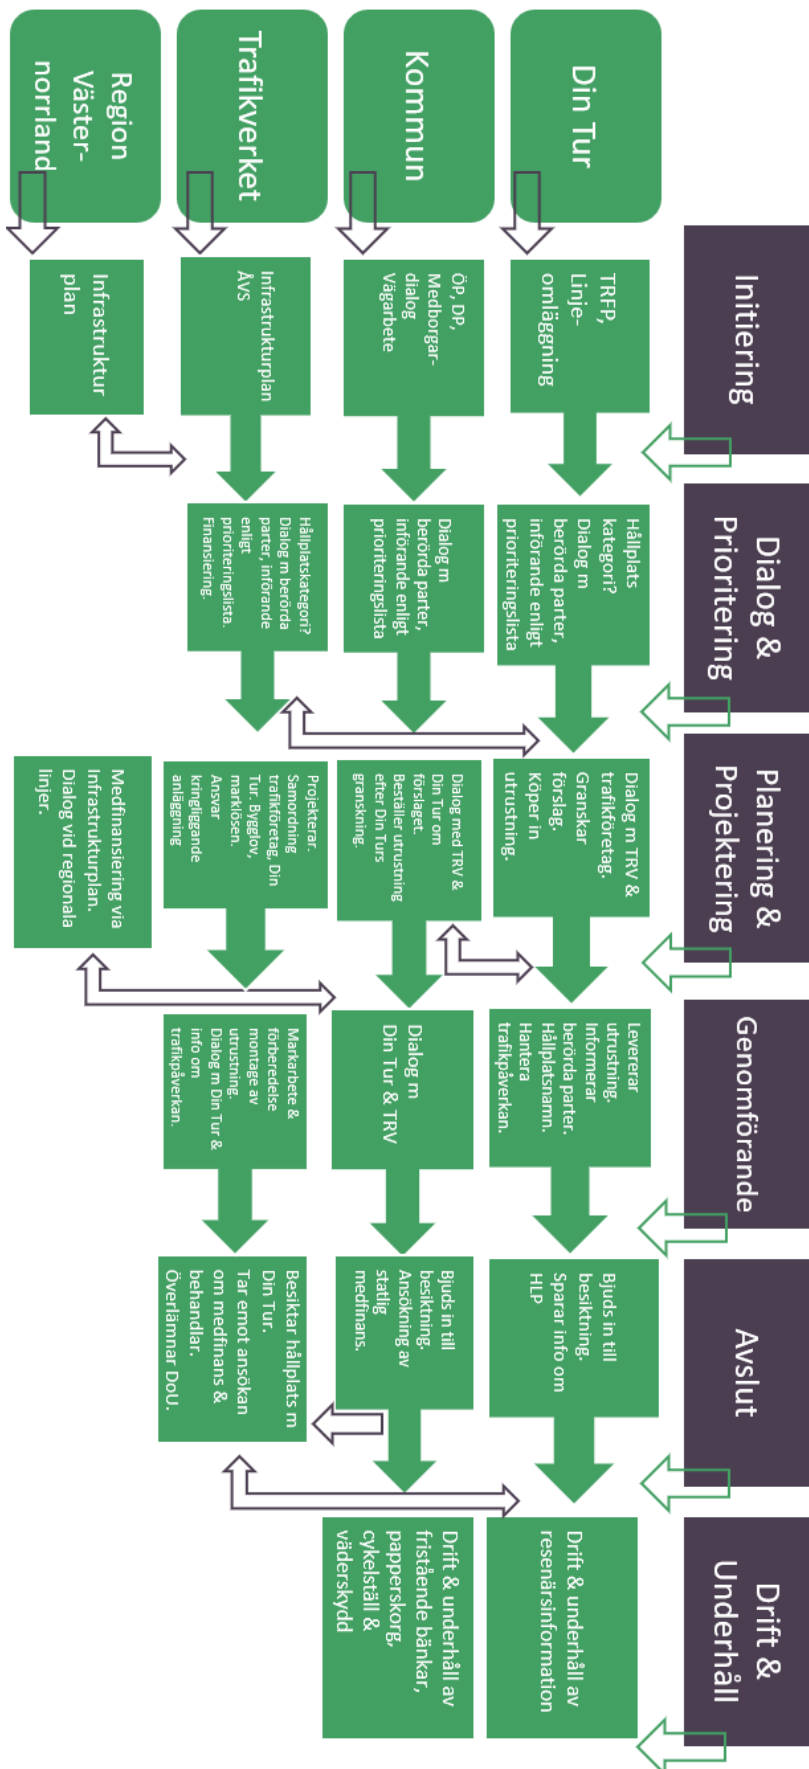 Initiering
Dialog &
Prioritering
Planering &
Projektering
Genomförande
Avslut
Drift &
Underhåll
Din Tur
TRFP,
Linje-
omläggning
Hållplats
kategori?
Dialog m
berörda parter,
införande enligt
prioriteringslista
Dialog m TRV &
trafikföretag.
Granskar
förslag.
Köper in
utrustning.
Levererar
utrustning.
Informerar
berörda parter.
Hållplatsnamn.
Hantera
trafikpåverkan.
Bjuds in till
besiktning.
Sparar info om
HLP
Drift & underhåll av
resenärsinformation
Kommun
ÖP, DP,
Medborgar-
dialog
Vägarbete
Dialog m
berörda parter,
införande enligt
prioriteringslista
Dialog med TRV &
Din Tur om
förslaget.
Beställer utrustning
efter Din Turs
granskning.
Dialog m
Din Tur & TRV
Bjuds in till
besiktning.
Ansökning av
statlig
medfinans.
Drift & underhåll av
fristående bänkar,
papperskorg,
cykelställ &
väderskydd
Trafikverket
Infrastrukturplan
ÅVS
Hållplatskategori?
Dialog m berörda
parter, införande
enligt
prioriteringslista.
Finansiering.
Projekterar.
Samordning
trafikföretag, Din
Tur. Bygglov,
marklösen.
Ansvar
kringliggande
anläggning
Markarbete &
förberedelse
montage av
utrustning.
Dialog m Din Tur &
info om
trafikpåverkan.
Besiktar hållplats m
Din Tur.
Tar emot ansökan
om medfinans &
behandlar.
Överlämnar DoU.
Region
Väster-
norrland
Infrastruktur
plan
Medfinansiering via
Infrastrukturplan.
Dialog vid regionala
linjer.